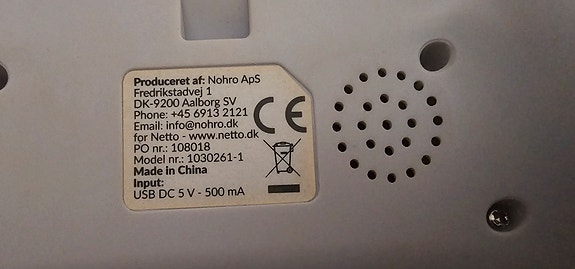 Produceret af: Nohro ApS
Fredrikstadvej 1
DK-9200 Aalborg SV
Phone: +45 6913 2121
Email: info@nohro.dk
for Netto - www.netto.dk
PO nr.: 108018
Model nr.: 1030261-1
Made in China
Input:
USB DC 5 V - 500 mA
CE